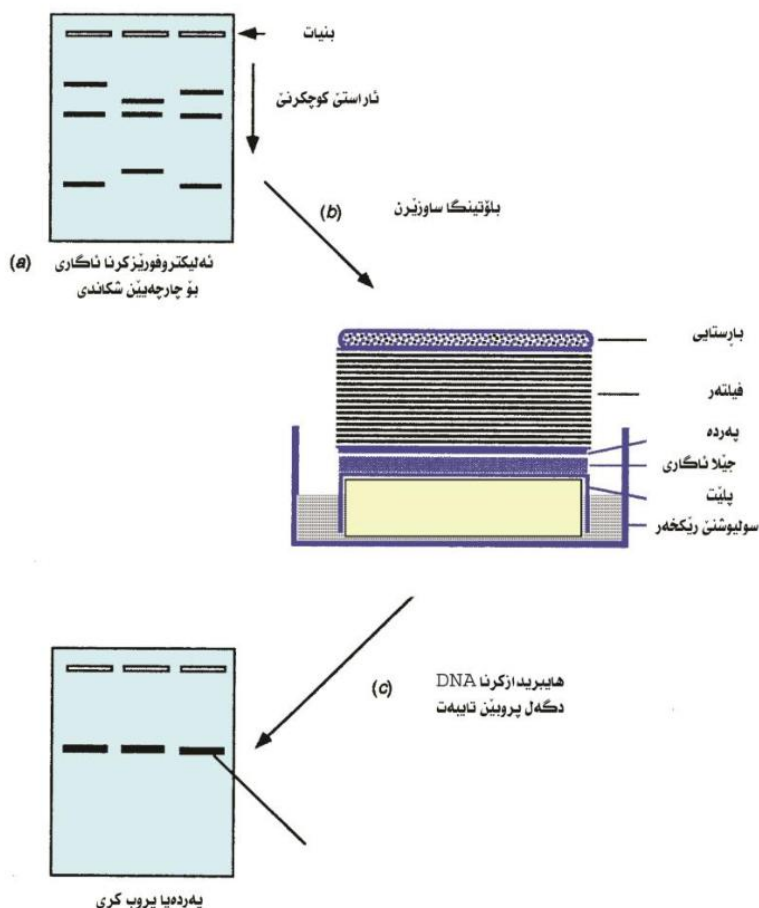 بنیات
ئاراستێ کوچکرنێ
(b) بلۆتینگا ساوزێرن
(a) ئەلیکتروفورێزکرنا ئاگاری
بۆ چارچەیێن شکاندی
بارستایی
فیلتەر
پەردە
جێلا ئاگاری
پلێت
سولیوشنێ رێکخەر
(c) هایبریدازکرنا DNA
دگەل پروبێن تایبەت
پەردەیا پروب کری